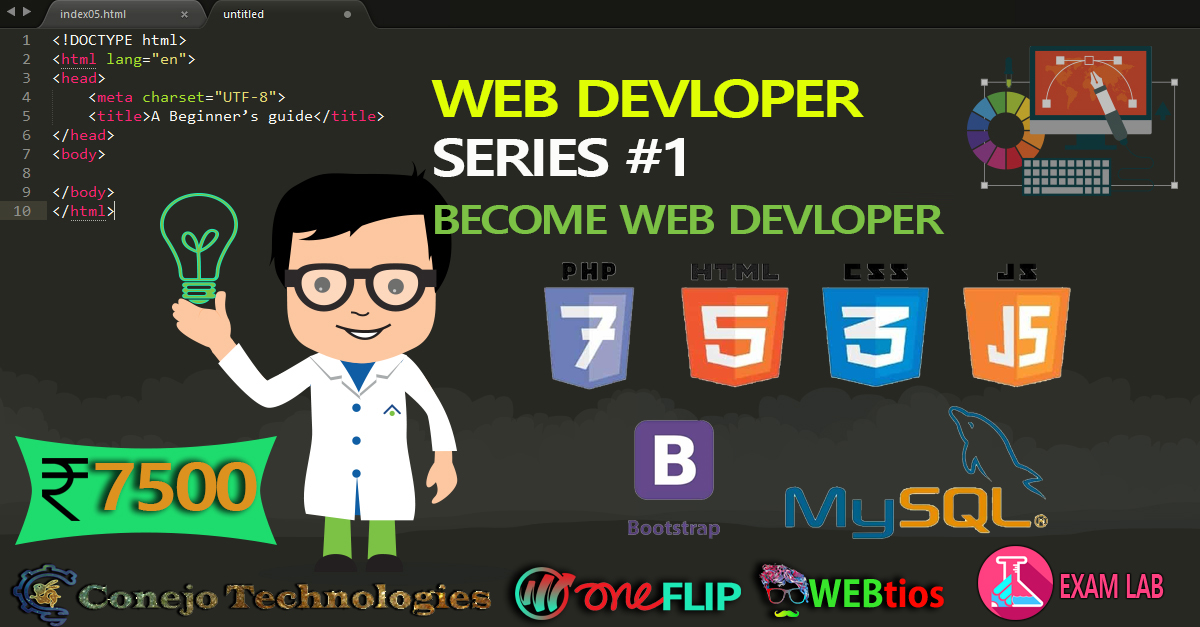 index05.html ×
untitled
1 <!DOCTYPE html>
2 <html lang="en">
3 <head>
4     <meta charset="UTF-8">
5     <title>A Beginner’s guide</title>
6 </head>
7 <body>
8
9 </body>
10 </html>
WEB DEVLOPER
SERIES #1
BECOME WEB DEVLOPER
PHP HTML CSS JS
7 5 3 JS
B
Bootstrap
MySQL®
₹7500
Conejo Technologies
oneFLIP
WEBtios
EXAM LAB